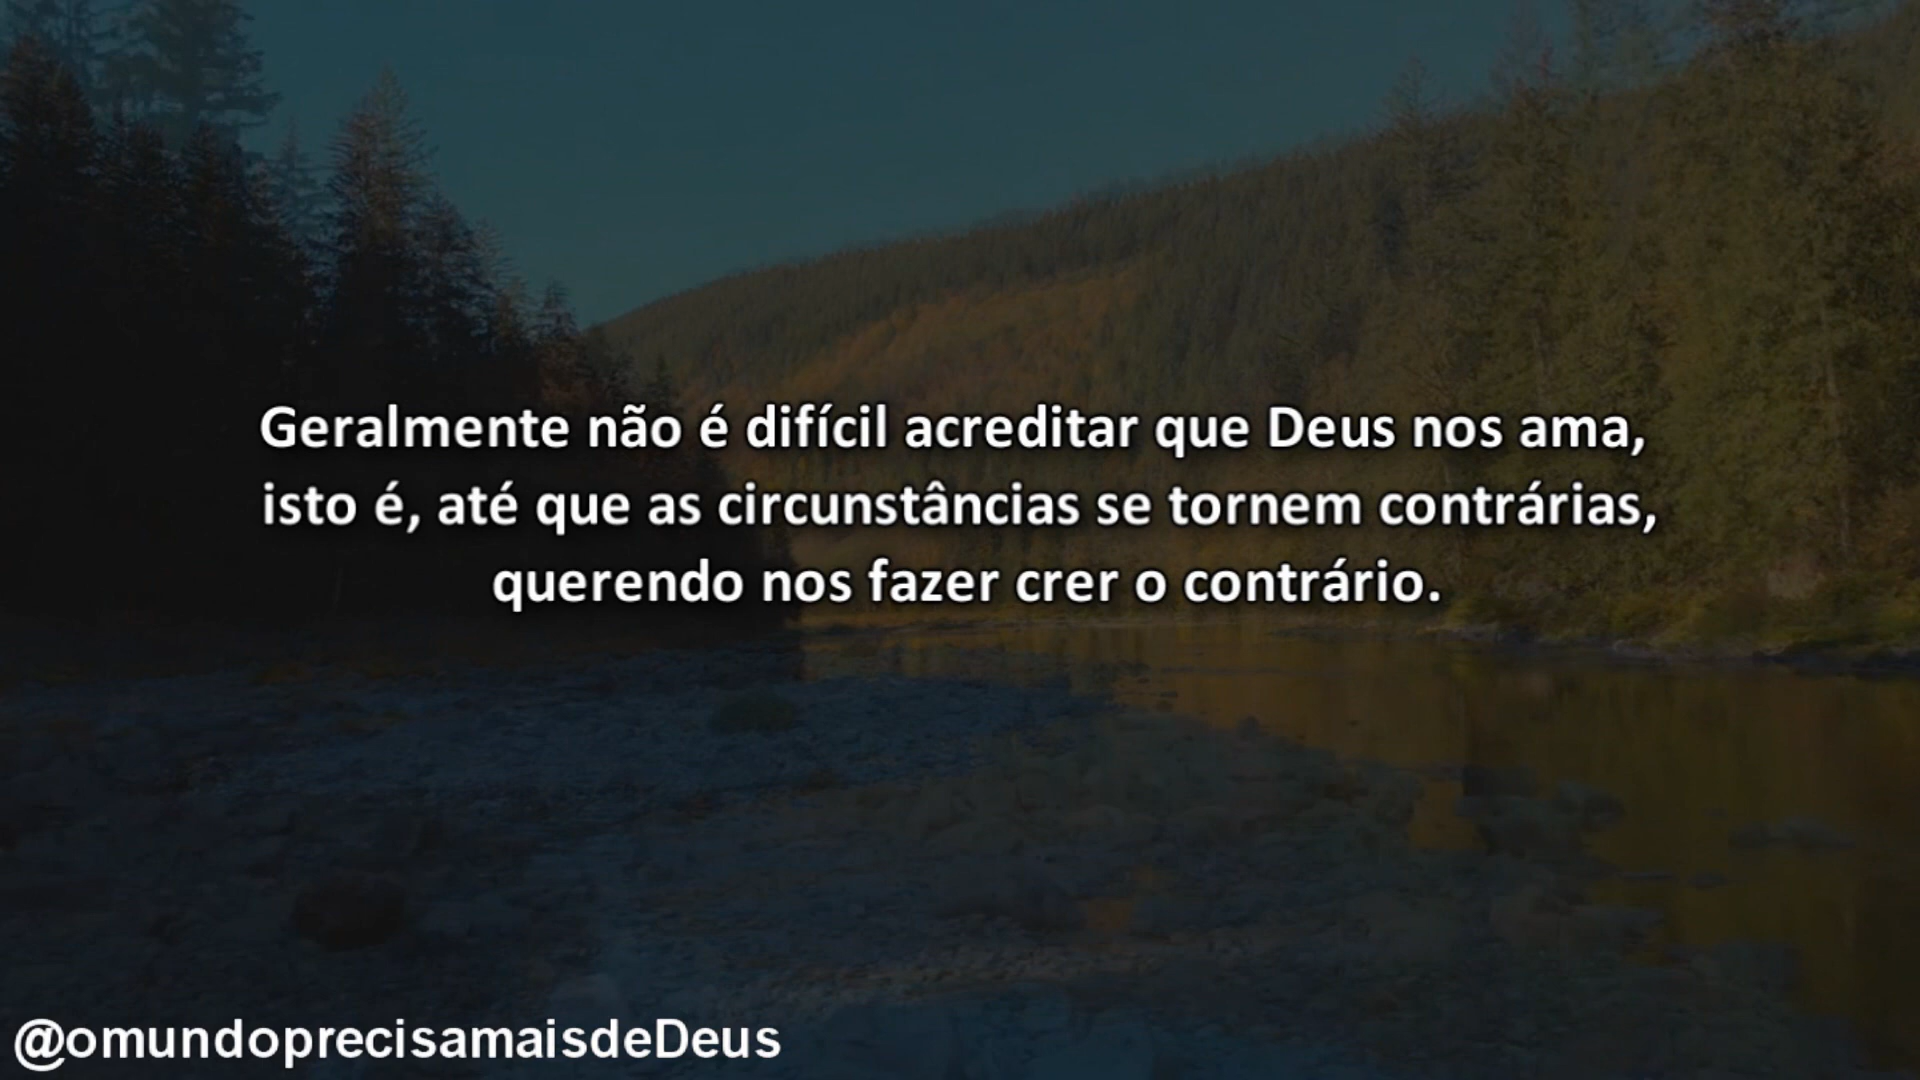 Geralmente não é difícil acreditar que Deus nos ama,
isto é, até que as circunstâncias se tornem contrárias,
querendo nos fazer crer o contrário.
@omundoprecisamaisdeDeus